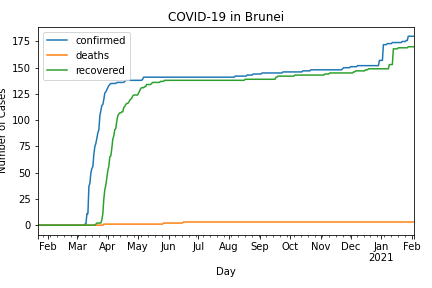 COVID-19 in Brunei
confirmed
deaths
recovered
175
150
125
100
75
50
25
0
Number of Cases
Feb Mar Apr May Jun Jul Aug Sep Oct Nov Dec Jan Feb
2021
Day